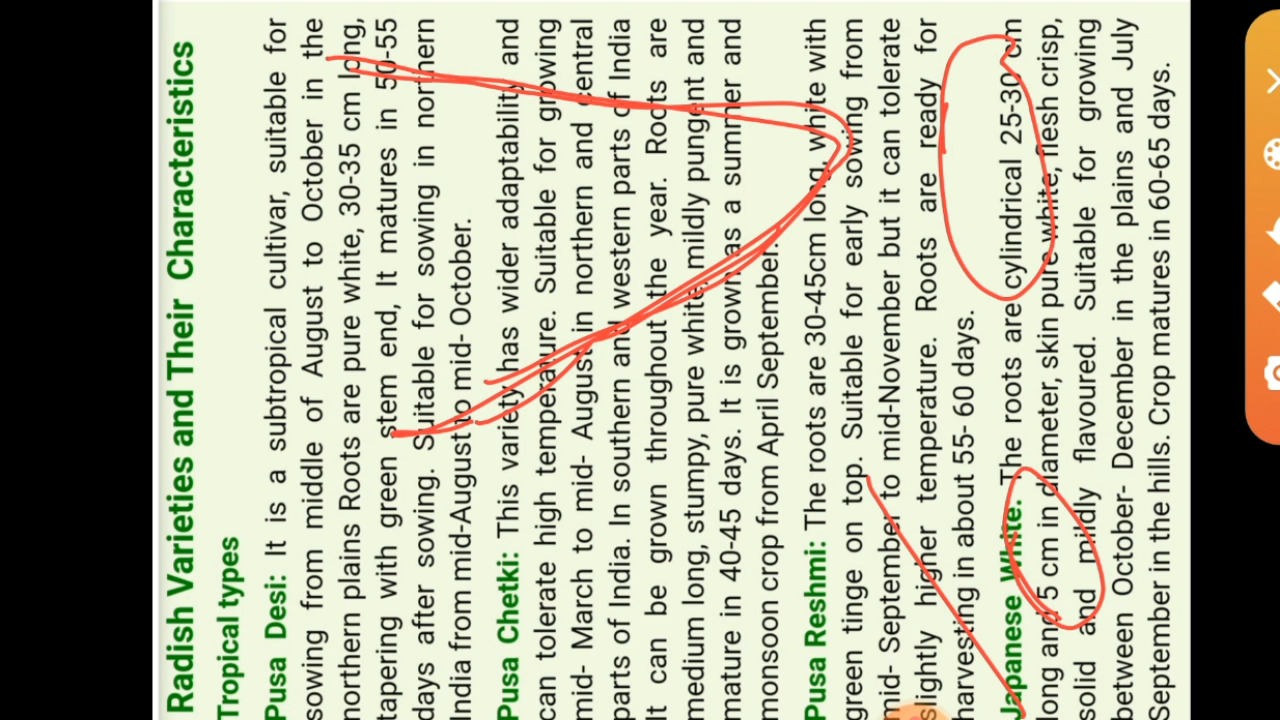 Radish Varieties and Their Characteristics
Tropical types
Pusa Desi: It is a subtropical cultivar, suitable for
sowing from middle of August to October in the
northern plains Roots are pure white, 30-35 cm long,
tapering with green stem end, It matures in 50-55
days after sowing. Suitable for sowing in northern
India from mid-August to mid- October.
Pusa Chetki: This variety has wider adaptability and
can tolerate high temperature. Suitable for growing
mid- March to mid- August in northern and central
parts of India. In southern and western parts of India
It can be grown throughout the year. Roots are
medium long, stumpy, pure white, mildly pungent and
mature in 40-45 days. It is grown as a summer and
monsoon crop from April September.
Pusa Reshmi: The roots are 30-45cm long, white with
green tinge on top. Suitable for early sowing from
mid- September to mid-November but it can tolerate
slightly higher temperature. Roots are ready for
harvesting in about 55- 60 days.
Japanese White. The roots are cylindrical 25-30 cm
long and 5 cm in diameter, skin pure white, flesh crisp,
solid and mildly flavoured. Suitable for growing
between October- December in the plains and July
September in the hills. Crop matures in 60-65 days.